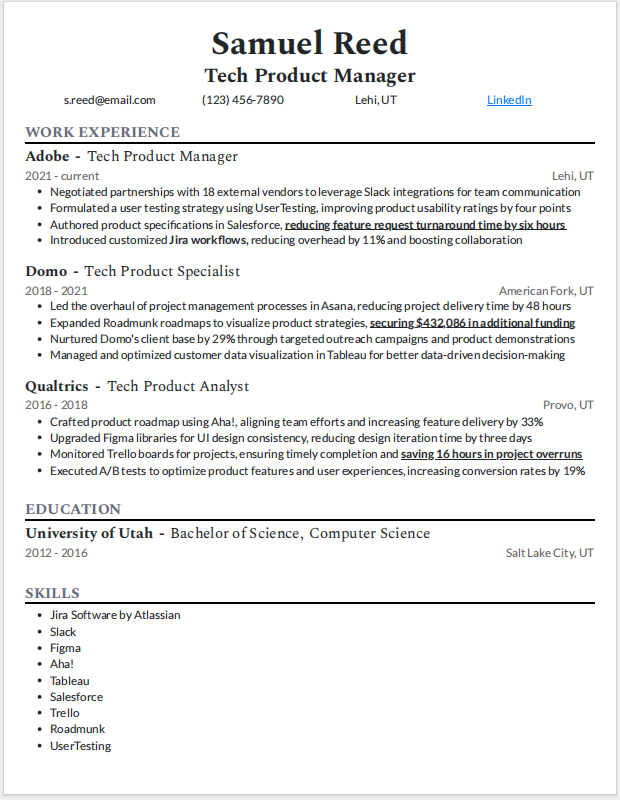 Samuel Reed
Tech Product Manager
s.reed@email.com (123) 456-7890 Lehi, UT LinkedIn
WORK EXPERIENCE
Adobe - Tech Product Manager
2021 - current Lehi, UT
• Negotiated partnerships with 18 external vendors to leverage Slack integrations for team communication
• Formulated a user testing strategy using UserTesting, improving product usability ratings by four points
• Authored product specifications in Salesforce, reducing feature request turnaround time by six hours
• Introduced customized Jira workflows, reducing overhead by 11% and boosting collaboration
Domo - Tech Product Specialist
2018 - 2021 American Fork, UT
• Led the overhaul of project management processes in Asana, reducing project delivery time by 48 hours
• Expanded Roadmunk roadmaps to visualize product strategies, securing $432,086 in additional funding
• Nurtured Domo's client base by 29% through targeted outreach campaigns and product demonstrations
• Managed and optimized customer data visualization in Tableau for better data-driven decision-making
Qualtrics - Tech Product Analyst
2016 - 2018 Provo, UT
• Crafted product roadmap using Aha!, aligning team efforts and increasing feature delivery by 33%
• Upgraded Figma libraries for UI design consistency, reducing design iteration time by three days
• Monitored Trello boards for projects, ensuring timely completion and saving 16 hours in project overruns
• Executed A/B tests to optimize product features and user experiences, increasing conversion rates by 19%
EDUCATION
University of Utah - Bachelor of Science, Computer Science
2012 - 2016 Salt Lake City, UT
SKILLS
• Jira Software by Atlassian
• Slack
• Figma
• Aha!
• Tableau
• Salesforce
• Trello
• Roadmunk
• UserTesting